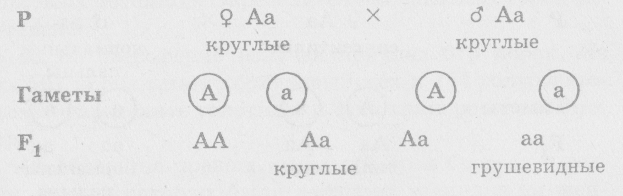 P ♀ Aa × ♂ Aa
круглые круглые
Гаметы A a A a
F₁ AA Aa Aa aa
круглые грушевидные